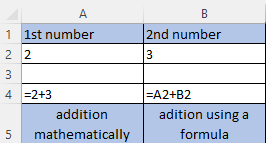 A B
1 1st number 2nd number
2 2 3
3
4 =2+3 =A2+B2
addition adition using a
5 mathematically formula